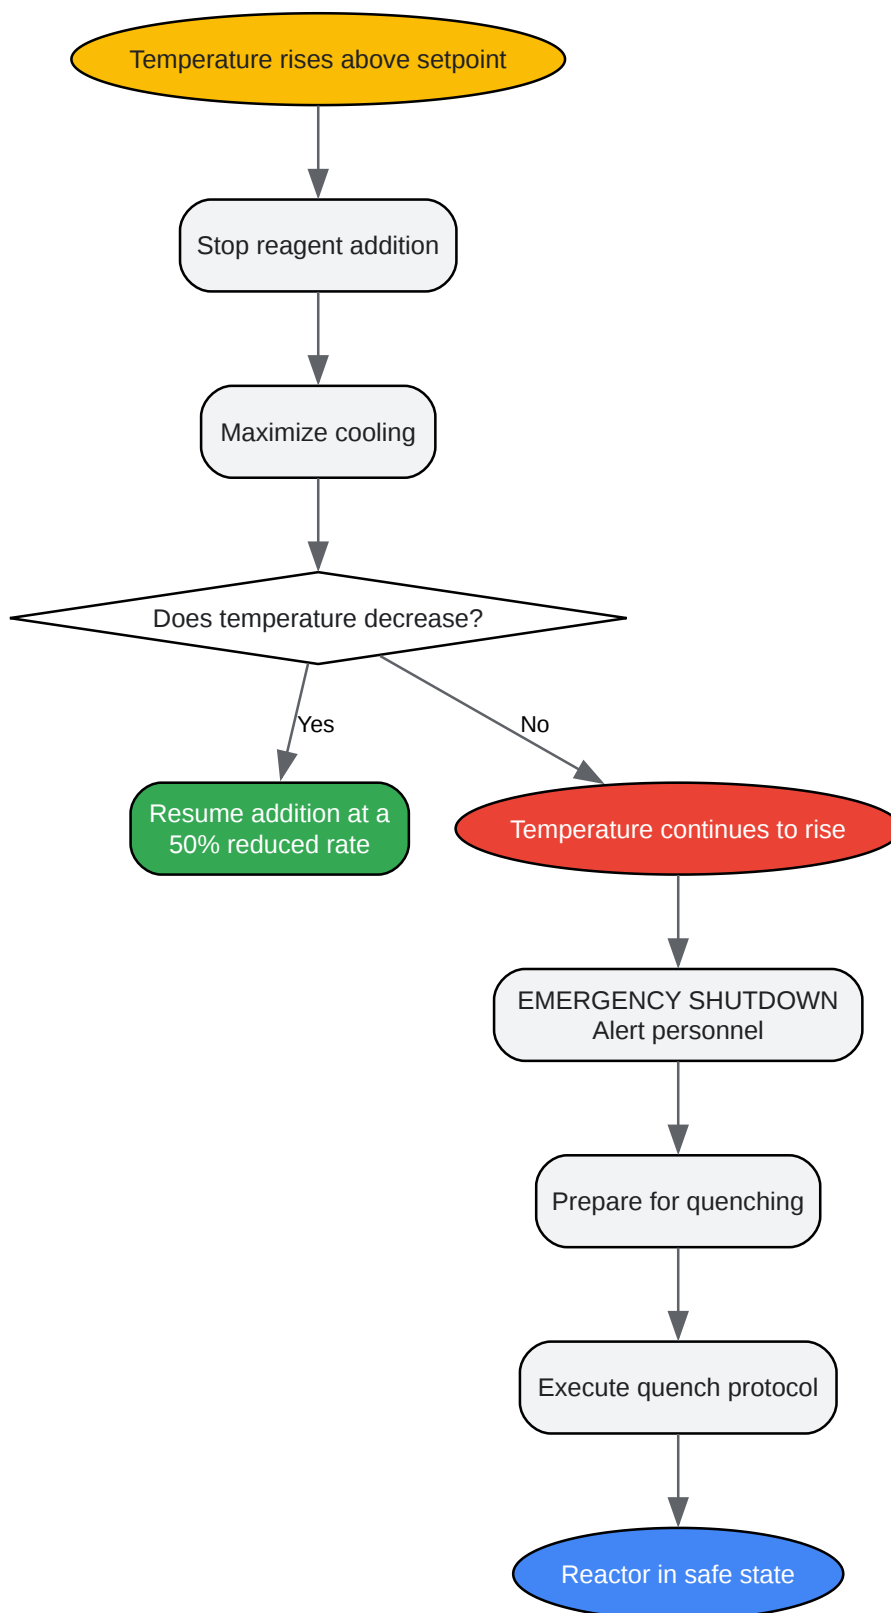 Temperature rises above setpoint
Stop reagent addition
Maximize cooling
Does temperature decrease?
Yes
No
Resume addition at a
50% reduced rate
Temperature continues to rise
EMERGENCY SHUTDOWN
Alert personnel
Prepare for quenching
Execute quench protocol
Reactor in safe state